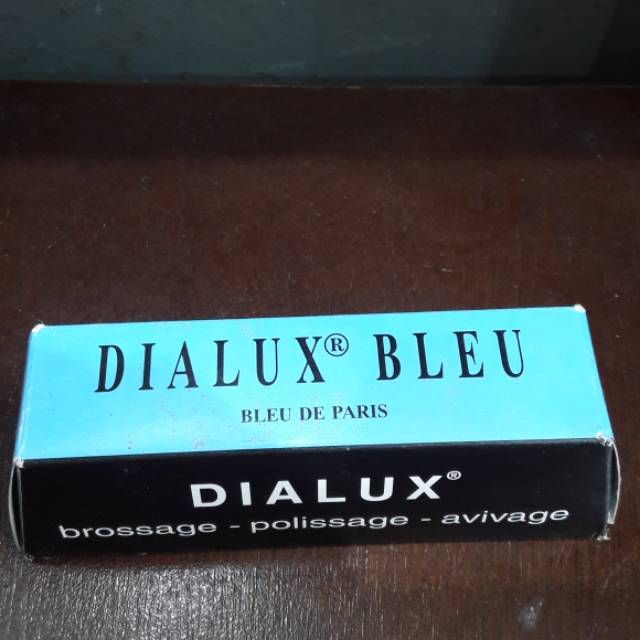 DIALUX® BLEU
BLEU DE PARIS
DIALUX®
brossage - polissage - avivage